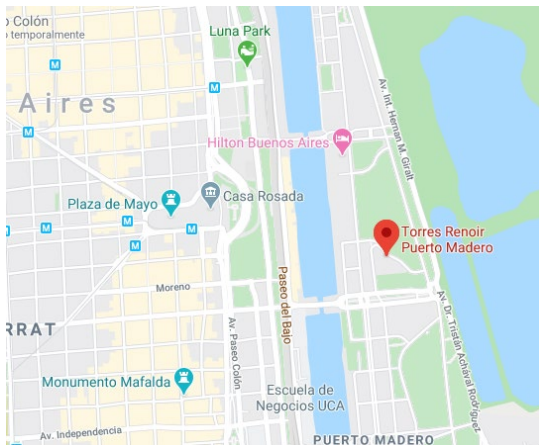 o Colón
o temporalmente
Luna Park
M
M
Aires
M
Av. Int. Hernan M. Giralt
Hilton Buenos Aires
Casa Rosada
Plaza de Mayo
M
M
M
M
Torres Renoir
Puerto Madero
Moreno
Paseo del Bajo
Av. Paseo Colón
Av. Dr. Tristán Achával Rodríguez
RRAT
Monumento Mafalda
Escuela de
Negocios UCA
Av. Independencia
PUERTO MADERO